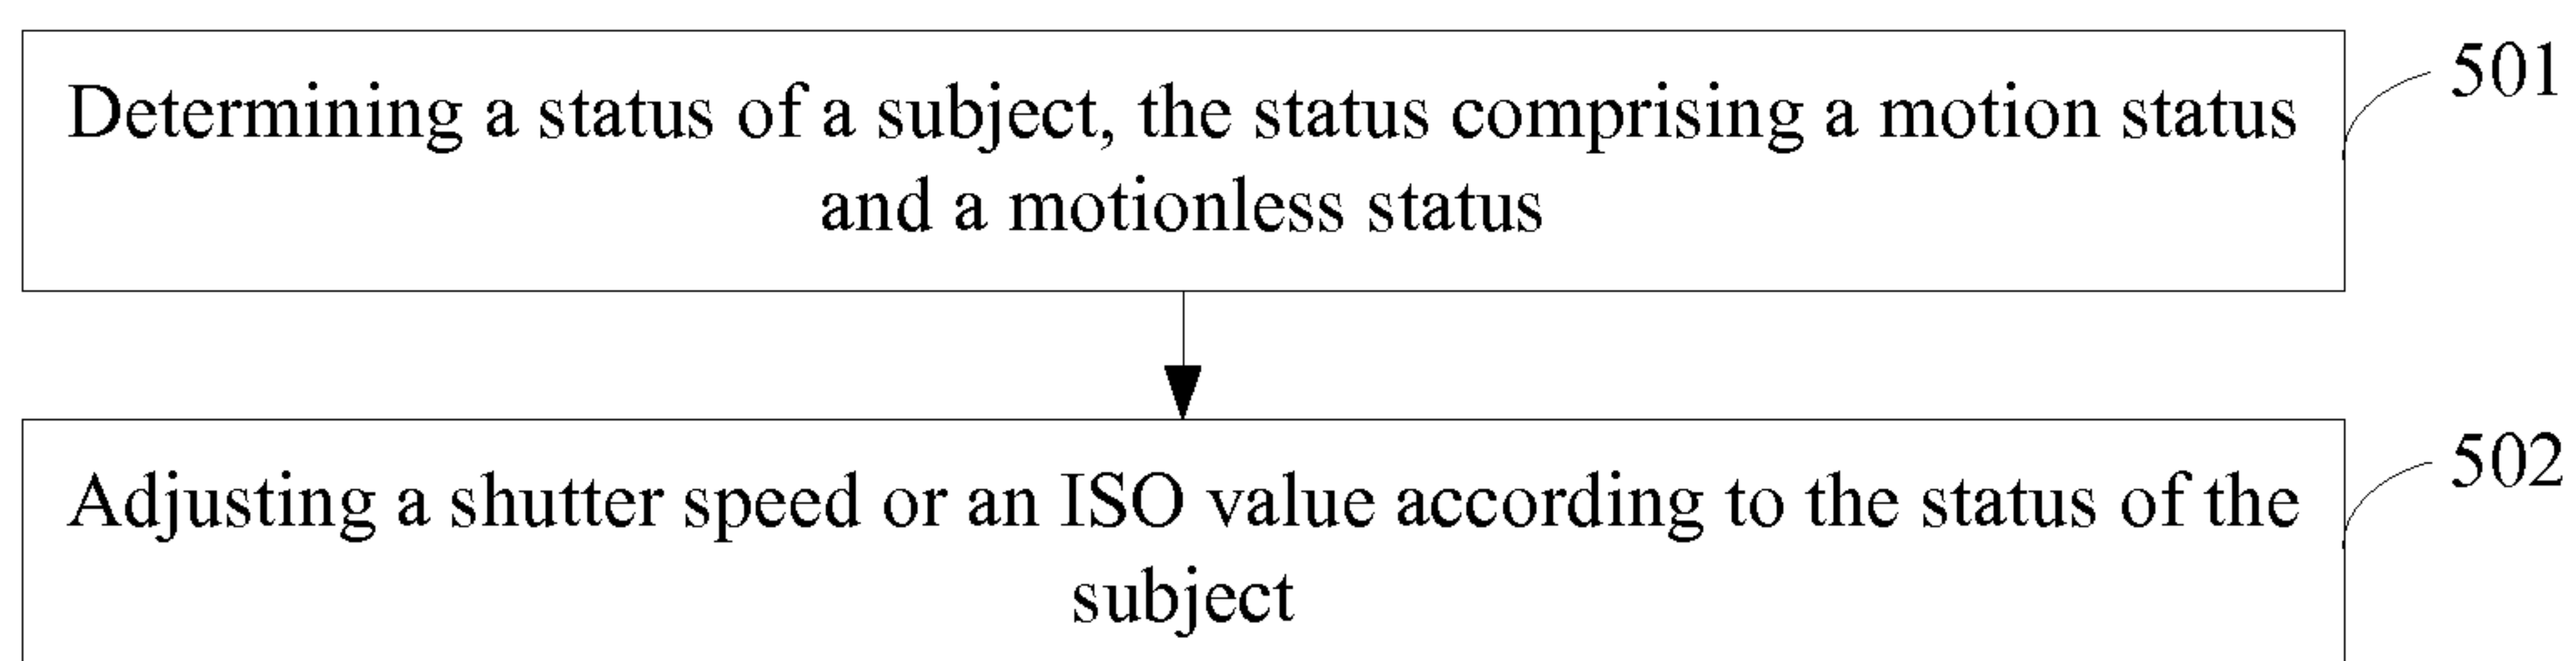 Determining a status of a subject, the status comprising a motion status
and a motionless status
501
Adjusting a shutter speed or an ISO value according to the status of the
subject
502